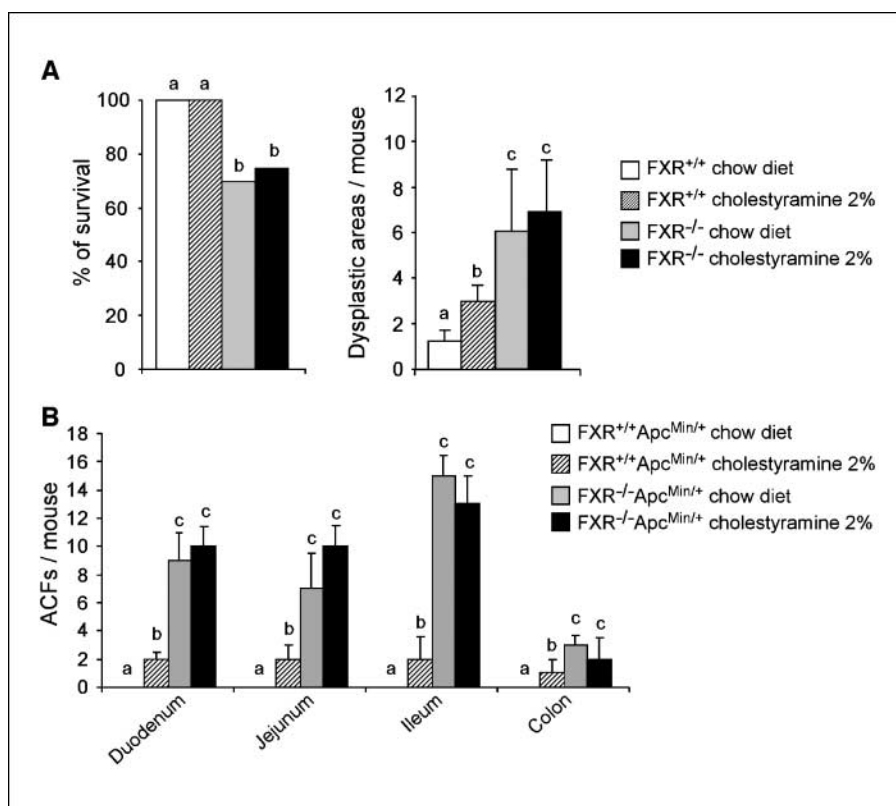 A
% of survival
100
80
60
40
20
0
a a b b
Dysplastic areas / mouse
12
10
8
6
4
2
0
a b c c
FXR+/+ chow diet
FXR+/+ cholestyramine 2%
FXR-/- chow diet
FXR-/- cholestyramine 2%
B
ACFs / mouse
18
16
14
12
10
8
6
4
2
0
a b c c
a b c c
a b c c
a b c c
Duodenum
Jejunum
Ileum
Colon
FXR+/+ApcMin/+ chow diet
FXR+/+ApcMin/+ cholestyramine 2%
FXR-/-ApcMin/+ chow diet
FXR-/-ApcMin/+ cholestyramine 2%